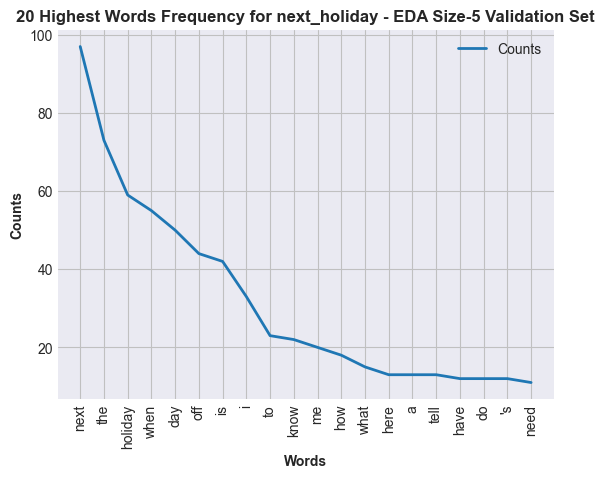 20 Highest Words Frequency for next_holiday - EDA Size-5 Validation Set
Counts
100
80
60
40
20
Counts
next
the
holiday
when
day
off
is
i
to
know
me
how
what
here
a
tell
have
do
's
need
Words